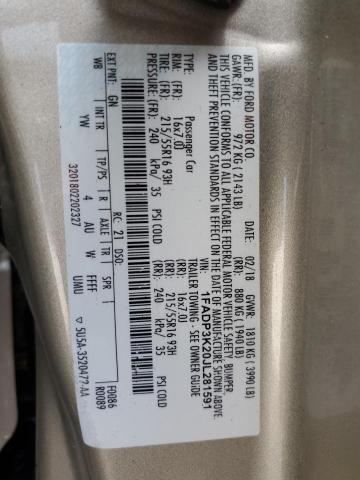 MFD. BY FORD MOTOR CO.
02/18 GVWR: 1810 KG ( 3990 LB)
GAWR: (FR) 972 KG ( 2143 LB) (RR) 880 KG ( 1940 LB)
THIS VEHICLE CONFORMS TO ALL APPLICABLE FEDERAL MOTOR VEHICLE SAFETY, BUMPER,
AND THEFT PREVENTION STANDARDS IN EFFECT ON THE DATE OF MANUFACTURE SHOWN ABOVE.
VIN: 1FADP3K20JL281591
TYPE: Passenger Car TRAILER TOWING - SEE OWNER GUIDE
RIM: (FR): 16x7.0J (RR): 16x7.0J
TIRE: (FR): 215/55R16 93H (RR): 215/55R16 93H
PRESSURE: (FR): 240 kPa/ 35 PSI COLD (RR): 240 kPa/ 35 PSI COLD
EXT PNT: GN RC: 21 DSO: F0086
WB INT TR TP/PS R AXLE TR SPR R0089
YW 4 AU W FFFF UMU
3201802202327 5U5A-3520472-AA